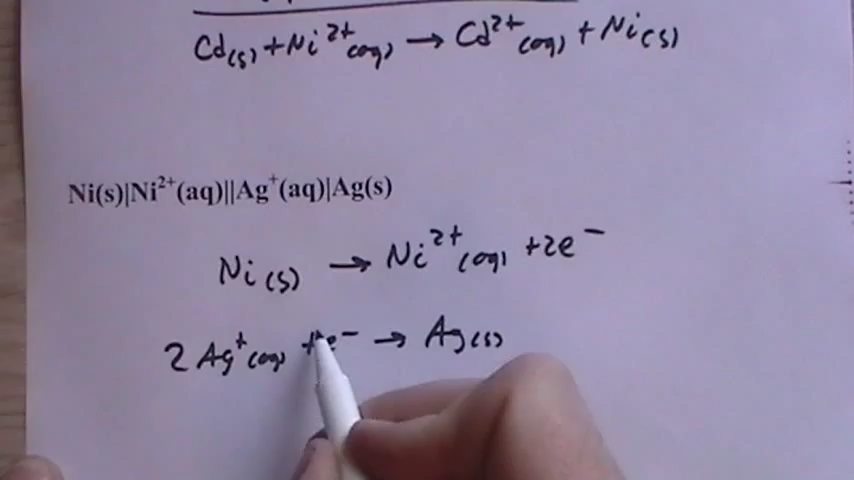 Cd(s) + Ni²⁺(aq) → Cd²⁺(aq) + Ni(s)
Ni(s)|Ni²⁺(aq)||Ag⁺(aq)|Ag(s)
Ni(s) → Ni²⁺(aq) + 2e⁻
2Ag⁺(aq) + e⁻ → Ag(s)